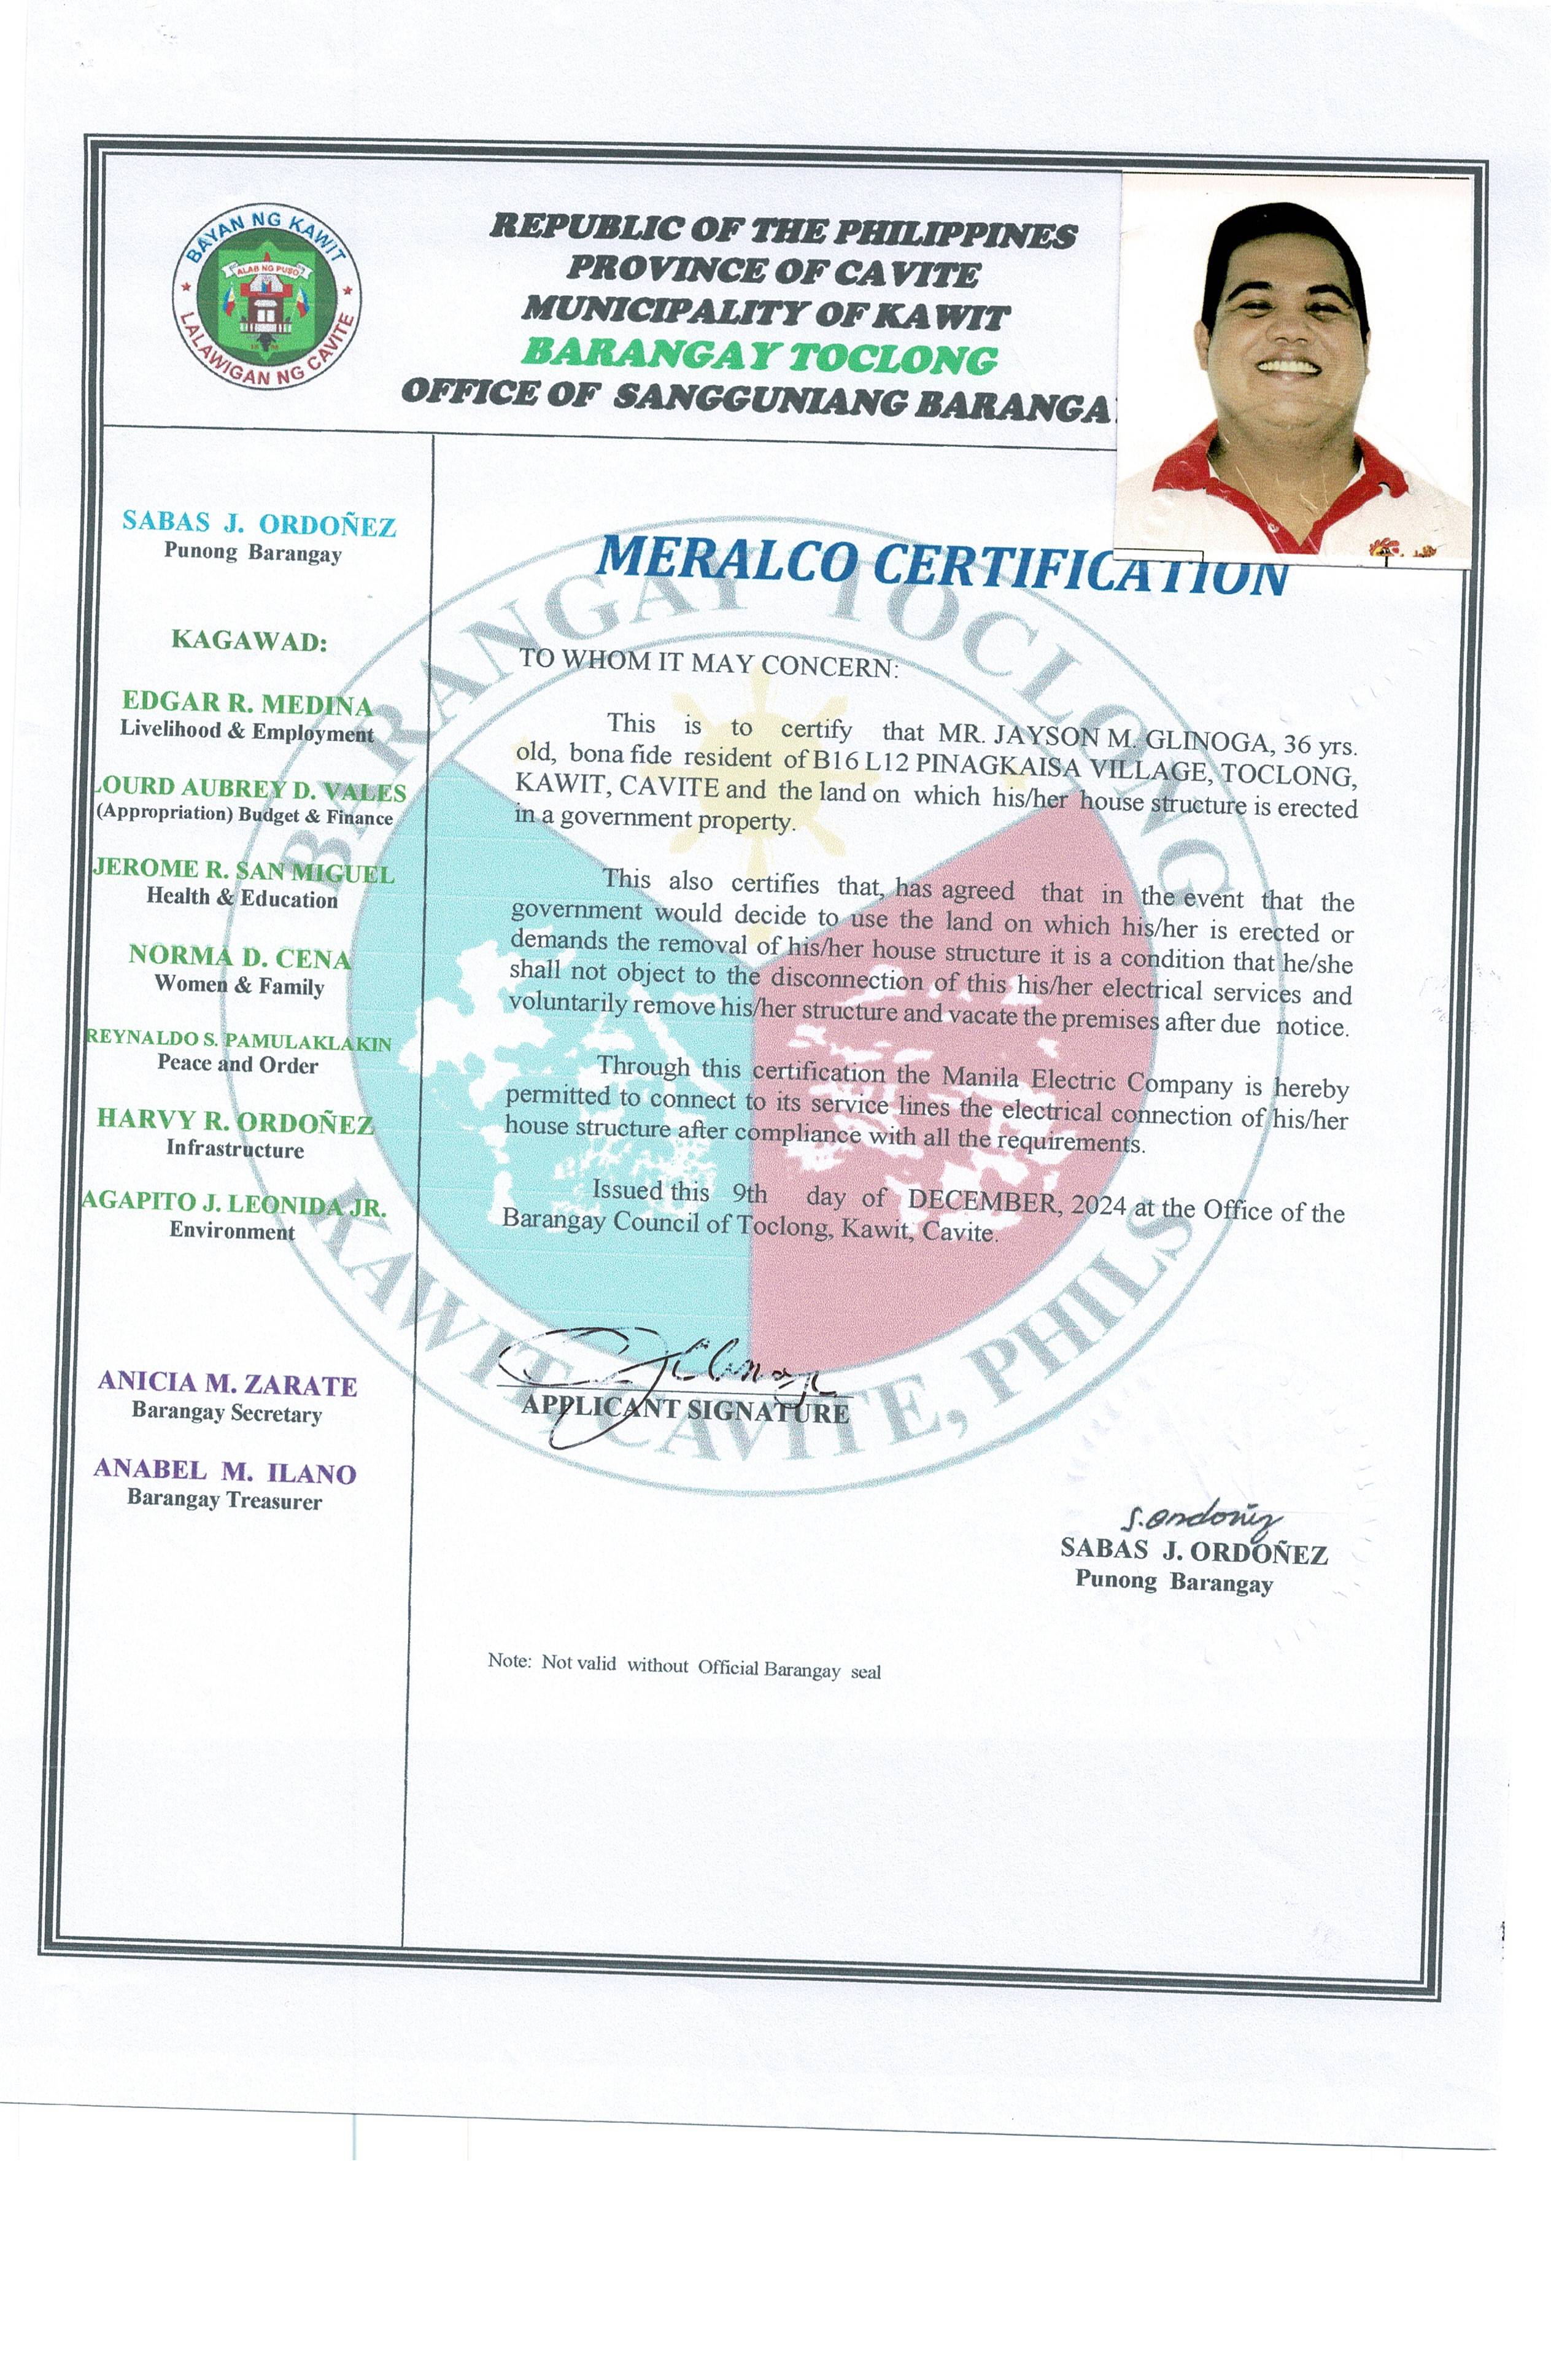 BAYAN NG KAWIT
ALAB NG PUSO
LALAWIGAN NG CAVITE
REPUBLIC OF THE PHILIPPINES
PROVINCE OF CAVITE
MUNICIPALITY OF KAWIT
BARANGAY TOCLONG
OFFICE OF SANGGUNIANG BARANGA
SABAS J. ORDOÑEZ
Punong Barangay
KAGAWAD:
EDGAR R. MEDINA
Livelihood & Employment
LOURD AUBREY D. VALES
(Appropriation) Budget & Finance
JEROME R. SAN MIGUEL
Health & Education
NORMA D. CENA
Women & Family
REYNALDO S. PAMULAKLAKIN
Peace and Order
HARVY R. ORDOÑEZ
Infrastructure
AGAPITO J. LEONIDA JR.
Environment
ANICIA M. ZARATE
Barangay Secretary
ANABEL M. ILANO
Barangay Treasurer
BARANGAY TOCLONG
KAWIT CAVITE, PHILS
MERALCO CERTIFICATION
TO WHOM IT MAY CONCERN:
This is to certify that MR. JAYSON M. GLINOGA, 36 yrs.
old, bona fide resident of B16 L12 PINAGKAISA VILLAGE, TOCLONG,
KAWIT, CAVITE and the land on which his/her house structure is erected
in a government property.
This also certifies that, has agreed that in the event that the
government would decide to use the land on which his/her is erected or
demands the removal of his/her house structure it is a condition that he/she
shall not object to the disconnection of this his/her electrical services and
voluntarily remove his/her structure and vacate the premises after due notice.
Through this certification the Manila Electric Company is hereby
permitted to connect to its service lines the electrical connection of his/her
house structure after compliance with all the requirements.
Issued this 9th day of DECEMBER, 2024 at the Office of the
Barangay Council of Toclong, Kawit, Cavite.
APPLICANT SIGNATURE
S. Ordoñez
SABAS J. ORDOÑEZ
Punong Barangay
Note: Not valid without Official Barangay seal